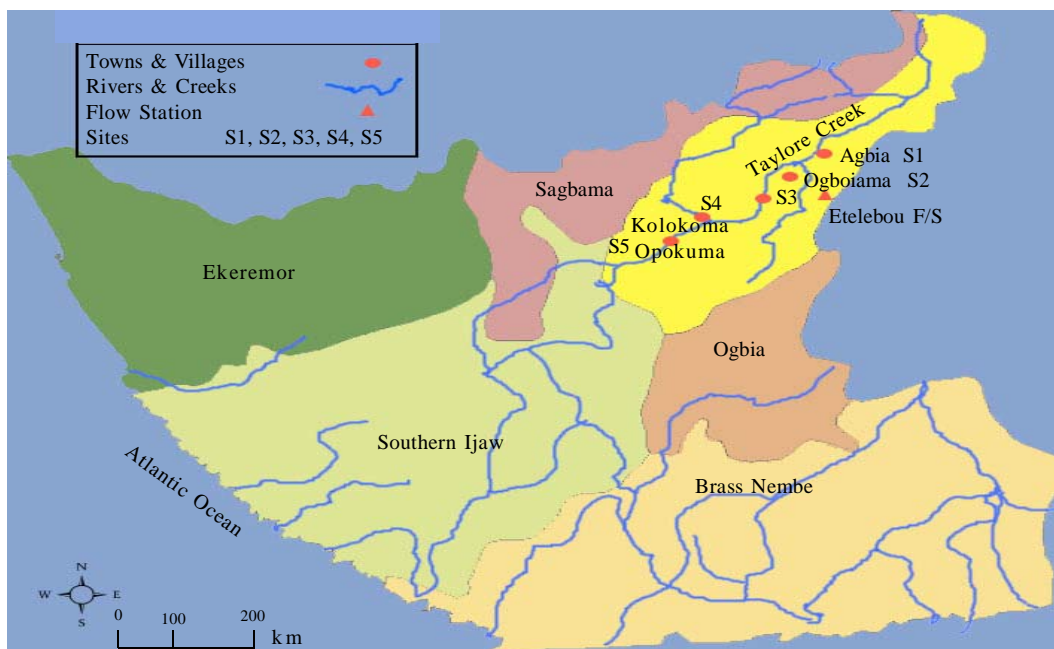 Towns & Villages
Rivers & Creeks
Flow Station
Sites S1, S2, S3, S4, S5
Taylore Creek
Agbia S1
Ogboiama S2
S3
Etelebou F/S
S4
Kolokoma
S5 Opokuma
Sagbama
Ekeremor
Ogbia
Southern Ijaw
Brass Nembe
Atlantic Ocean
N
W E
S
0 100 200
km